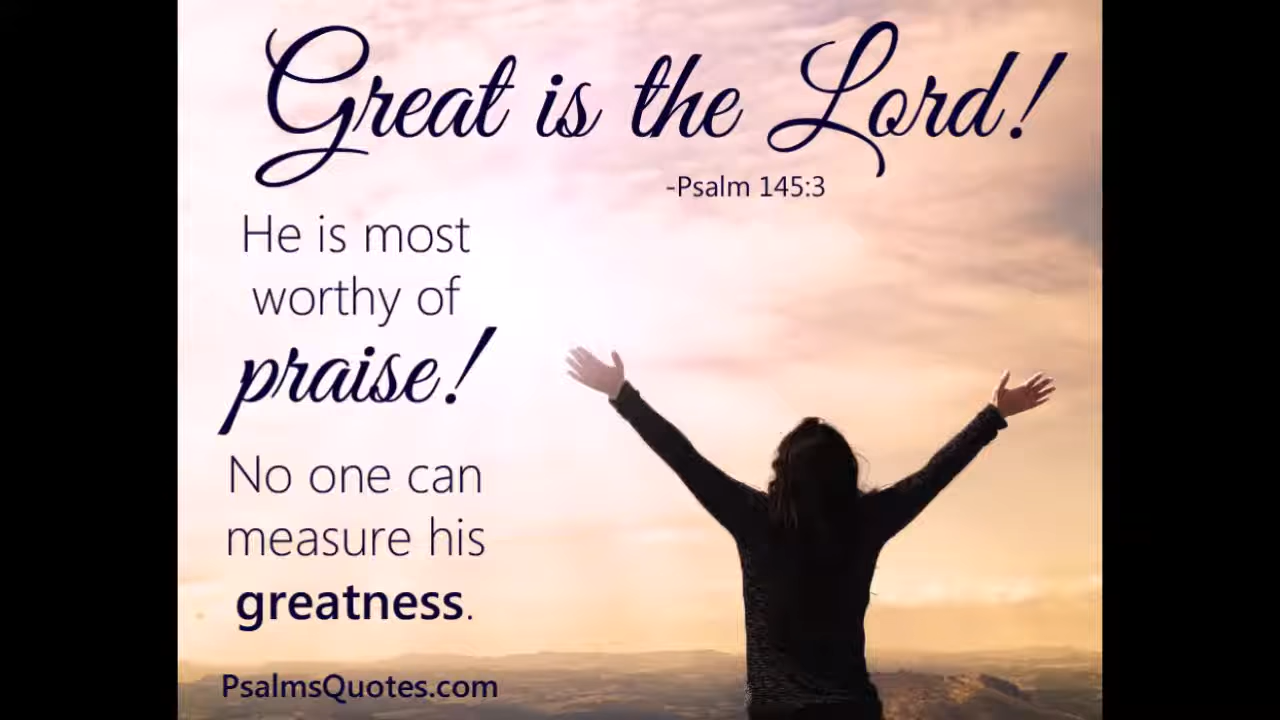 Great is the Lord!
-Psalm 145:3
He is most
worthy of
praise!
No one can
measure his
greatness.
PsalmsQuotes.com